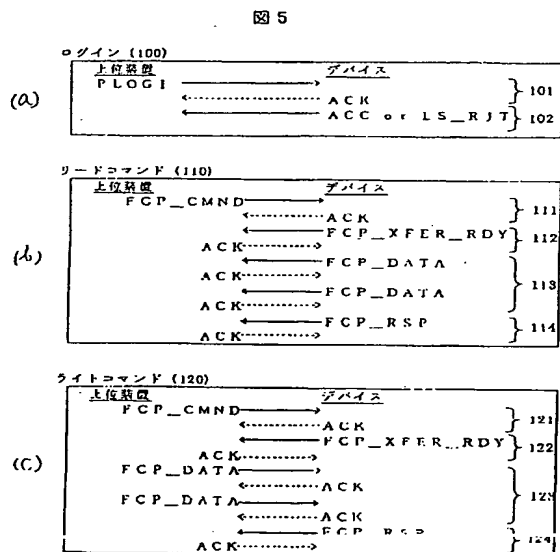 図5
ログイン (100)
(a)
上位装置 デバイス
PLOGI
ACK
101
ACC or LS_RJT
102
リードコマンド (110)
(b)
上位装置 デバイス
FCP_CMND
ACK
111
FCP_XFER_RDY
ACK
112
FCP_DATA
ACK
FCP_DATA
ACK
113
FCP_RSP
ACK
114
ライトコマンド (120)
(c)
上位装置 デバイス
FCP_CMND
ACK
121
FCP_XFER_RDY
ACK
122
FCP_DATA
ACK
FCP_DATA
ACK
123
FCP_RSP
ACK
124